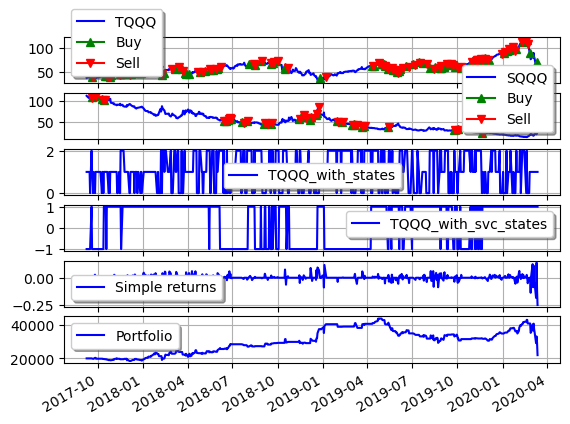 TQQQ
Buy
Sell
100
50
SQQQ
Buy
Sell
100
50
2
0
TQQQ_with_states
1
0
−1
TQQQ_with_svc_states
0.00
−0.25
Simple returns
40000
20000
Portfolio
2017-10
2018-01
2018-04
2018-07
2018-10
2019-01
2019-04
2019-07
2019-10
2020-01
2020-04